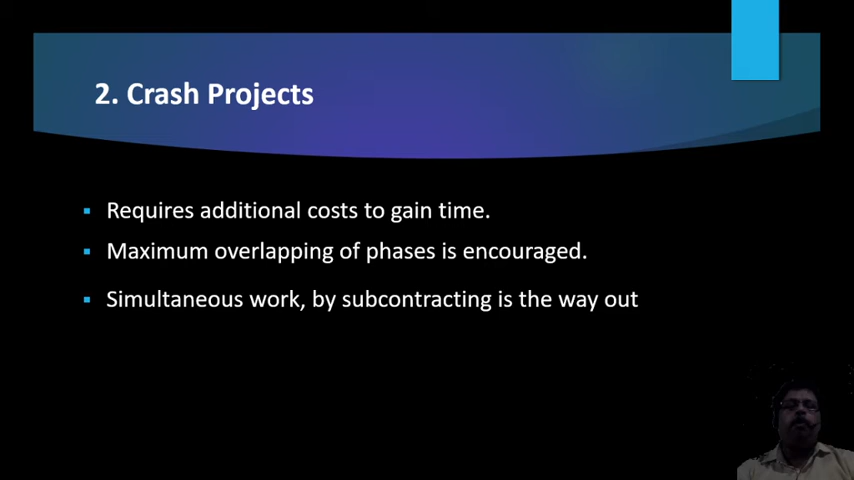 2. Crash Projects
Requires additional costs to gain time.
Maximum overlapping of phases is encouraged.
Simultaneous work, by subcontracting is the way out